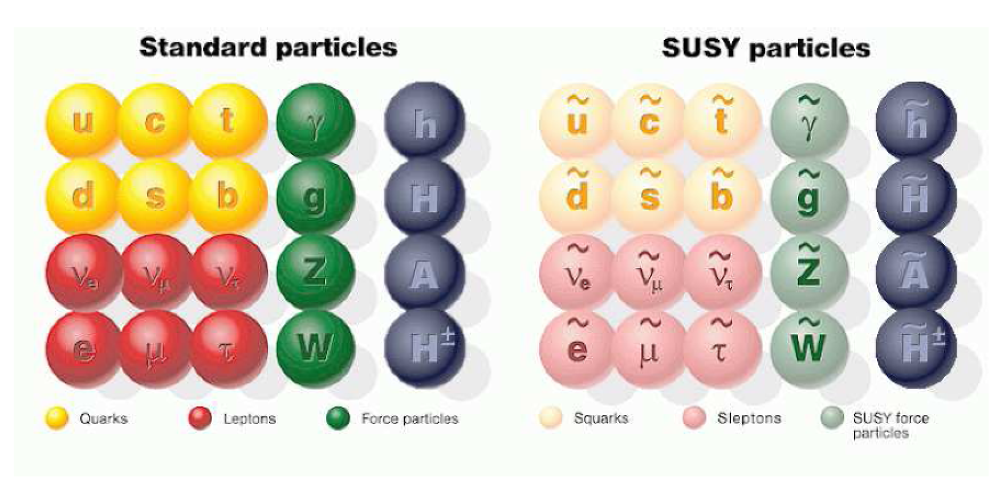 Standard particles
SUSY particles
u c t γ h
d s b g H
νe νμ ντ Z A
e μ τ W H±
ũ c̃ t̃ γ̃ h̃
d̃ s̃ b̃ g̃ H̃
ν̃e ν̃μ ν̃τ Z̃ Ã
ẽ μ̃ τ̃ W̃ H̃±
Quarks
Leptons
Force particles
Squarks
Sleptons
SUSY force
particles